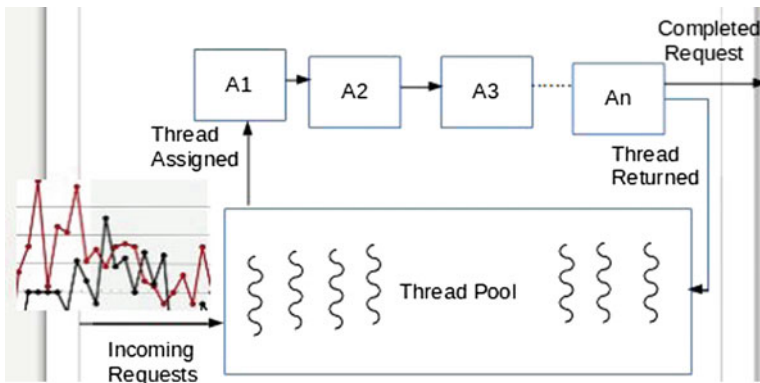 Completed
Request
A1
A2
A3
An
Thread
Assigned
Thread
Returned
Thread Pool
Incoming
Requests